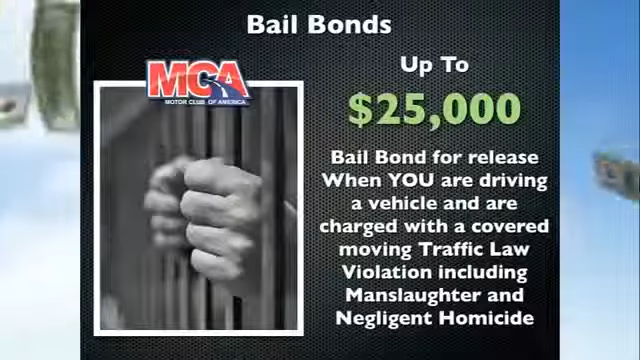 Bail Bonds
MCA
MOTOR CLUB OF AMERICA
Up To
$25,000
Bail Bond for release
When YOU are driving
a vehicle and are
charged with a covered
moving Traffic Law
Violation including
Manslaughter and
Negligent Homicide